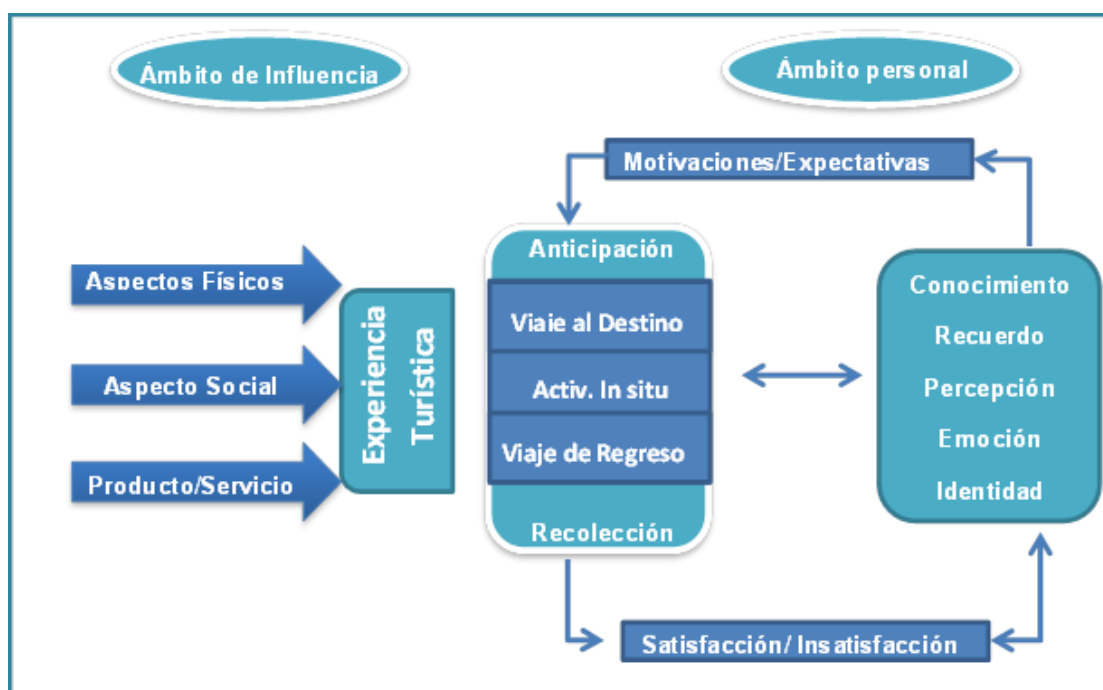 Ámbito de Influencia
Ámbito personal
Motivaciones/Expectativas
Anticipación
Aspectos Físicos
Viaie al Destino
Experiencia
Turística
Aspecto Social
Activ. In situ
Producto/Servicio
Viaje de Regreso
Recolección
Conocimiento
Recuerdo
Percepción
Emoción
Identidad
Satisfacción/ Insatisfacción